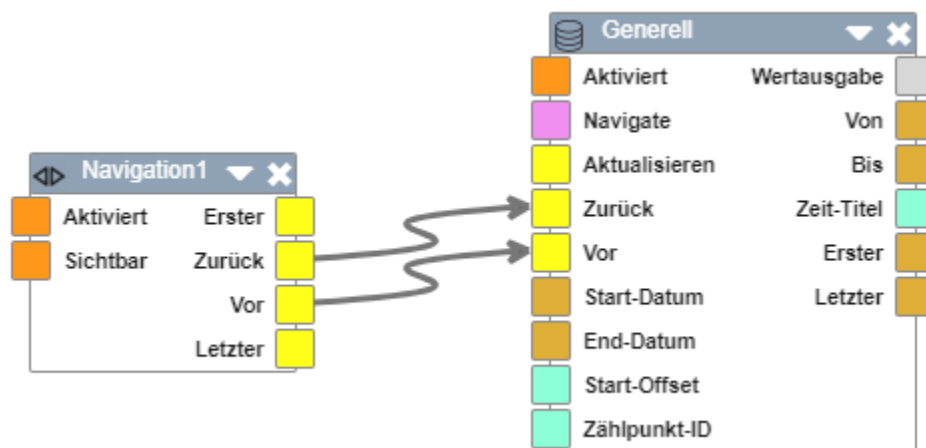 Generell
Aktiviert Wertausgabe
Navigate Von
Aktualisieren Bis
Zurück Zeit-Titel
Vor Erster
Start-Datum Letzter
End-Datum
Start-Offset
Zählpunkt-ID
Navigation1
Aktiviert Erster
Sichtbar Zurück
Vor
Letzter